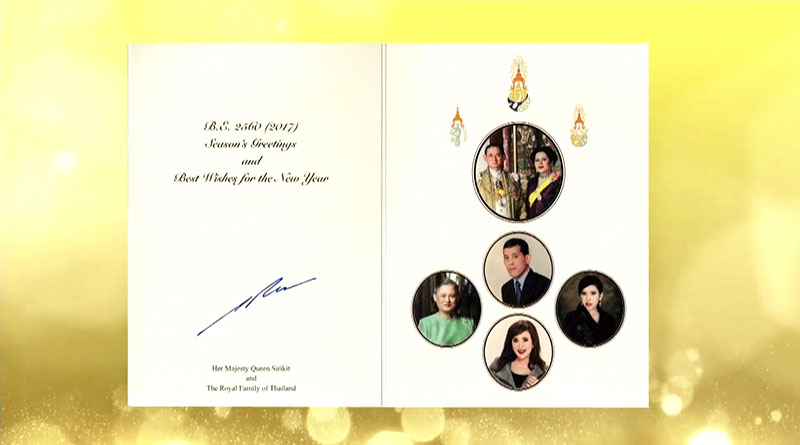 B.E. 2560 (2017)
Season's Greetings
and
Best Wishes for the New Year
Her Majesty Queen Sirikit
and
The Royal Family of Thailand